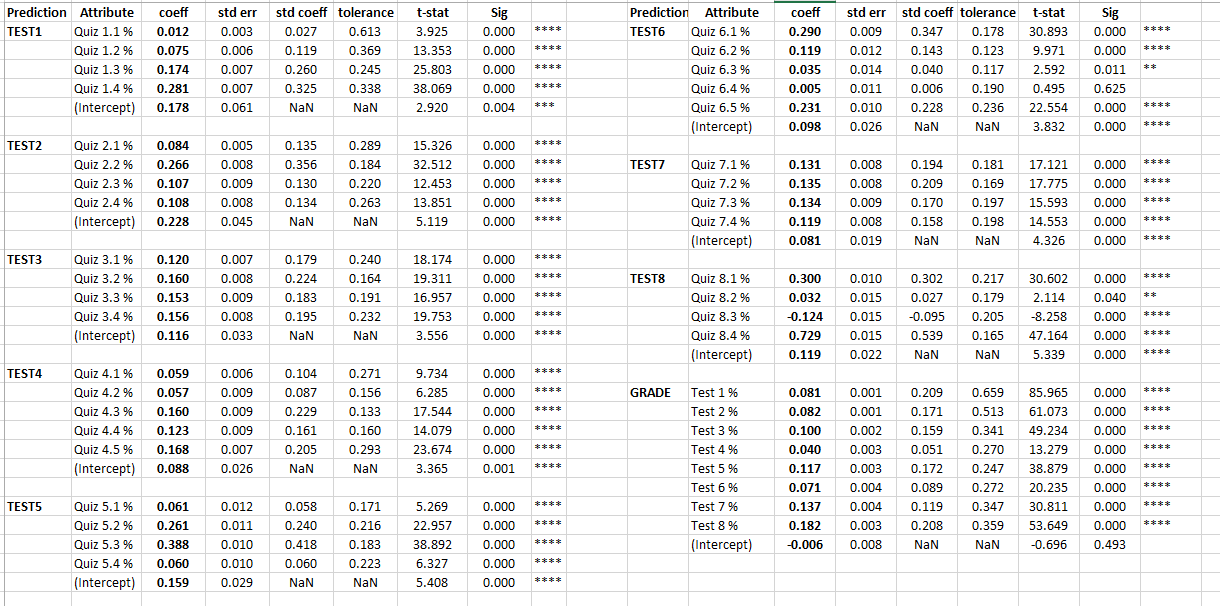 Prediction Attribute coeff std err std coeff tolerance t-stat Sig
TEST1 Quiz 1.1 % 0.012 0.003 0.027 0.613 3.925 0.000 ****
Quiz 1.2 % 0.075 0.006 0.119 0.369 13.353 0.000 ****
Quiz 1.3 % 0.174 0.007 0.260 0.245 25.803 0.000 ****
Quiz 1.4 % 0.281 0.007 0.325 0.338 38.069 0.000 ****
(Intercept) 0.178 0.061 NaN NaN 2.920 0.004 ***
TEST2 Quiz 2.1 % 0.084 0.005 0.135 0.289 15.326 0.000 ****
Quiz 2.2 % 0.266 0.008 0.356 0.184 32.512 0.000 ****
Quiz 2.3 % 0.107 0.009 0.130 0.220 12.453 0.000 ****
Quiz 2.4 % 0.108 0.008 0.134 0.263 13.851 0.000 ****
(Intercept) 0.228 0.045 NaN NaN 5.119 0.000 ****
TEST3 Quiz 3.1 % 0.120 0.007 0.179 0.240 18.174 0.000 ****
Quiz 3.2 % 0.160 0.008 0.224 0.164 19.311 0.000 ****
Quiz 3.3 % 0.153 0.009 0.183 0.191 16.957 0.000 ****
Quiz 3.4 % 0.156 0.008 0.195 0.232 19.753 0.000 ****
(Intercept) 0.116 0.033 NaN NaN 3.556 0.000 ****
TEST4 Quiz 4.1 % 0.059 0.006 0.104 0.271 9.734 0.000 ****
Quiz 4.2 % 0.057 0.009 0.087 0.156 6.285 0.000 ****
Quiz 4.3 % 0.160 0.009 0.229 0.133 17.544 0.000 ****
Quiz 4.4 % 0.123 0.009 0.161 0.160 14.079 0.000 ****
Quiz 4.5 % 0.168 0.007 0.205 0.293 23.674 0.000 ****
(Intercept) 0.088 0.026 NaN NaN 3.365 0.001 ****
TEST5 Quiz 5.1 % 0.061 0.012 0.058 0.171 5.269 0.000 ****
Quiz 5.2 % 0.261 0.011 0.240 0.216 22.957 0.000 ****
Quiz 5.3 % 0.388 0.010 0.418 0.183 38.892 0.000 ****
Quiz 5.4 % 0.060 0.010 0.060 0.223 6.327 0.000 ****
(Intercept) 0.159 0.029 NaN NaN 5.408 0.000 ****
Prediction Attribute coeff std err std coeff tolerance t-stat Sig
TEST6 Quiz 6.1 % 0.290 0.009 0.347 0.178 30.893 0.000 ****
Quiz 6.2 % 0.119 0.012 0.143 0.123 9.971 0.000 ****
Quiz 6.3 % 0.035 0.014 0.040 0.117 2.592 0.011 **
Quiz 6.4 % 0.005 0.011 0.006 0.190 0.495 0.625
Quiz 6.5 % 0.231 0.010 0.228 0.236 22.554 0.000 ****
(Intercept) 0.098 0.026 NaN NaN 3.832 0.000 ****
TEST7 Quiz 7.1 % 0.131 0.008 0.194 0.181 17.121 0.000 ****
Quiz 7.2 % 0.135 0.008 0.209 0.169 17.775 0.000 ****
Quiz 7.3 % 0.134 0.009 0.170 0.197 15.593 0.000 ****
Quiz 7.4 % 0.119 0.008 0.158 0.198 14.553 0.000 ****
(Intercept) 0.081 0.019 NaN NaN 4.326 0.000 ****
TEST8 Quiz 8.1 % 0.300 0.010 0.302 0.217 30.602 0.000 ****
Quiz 8.2 % 0.032 0.015 0.027 0.179 2.114 0.040 **
Quiz 8.3 % -0.124 0.015 -0.095 0.205 -8.258 0.000 ****
Quiz 8.4 % 0.729 0.015 0.539 0.165 47.164 0.000 ****
(Intercept) 0.119 0.022 NaN NaN 5.339 0.000 ****
GRADE Test 1 % 0.081 0.001 0.209 0.659 85.965 0.000 ****
Test 2 % 0.082 0.001 0.171 0.513 61.073 0.000 ****
Test 3 % 0.100 0.002 0.159 0.341 49.234 0.000 ****
Test 4 % 0.040 0.003 0.051 0.270 13.279 0.000 ****
Test 5 % 0.117 0.003 0.172 0.247 38.879 0.000 ****
Test 6 % 0.071 0.004 0.089 0.272 20.235 0.000 ****
Test 7 % 0.137 0.004 0.119 0.347 30.811 0.000 ****
Test 8 % 0.182 0.003 0.208 0.359 53.649 0.000 ****
(Intercept) -0.006 0.008 NaN NaN -0.696 0.493